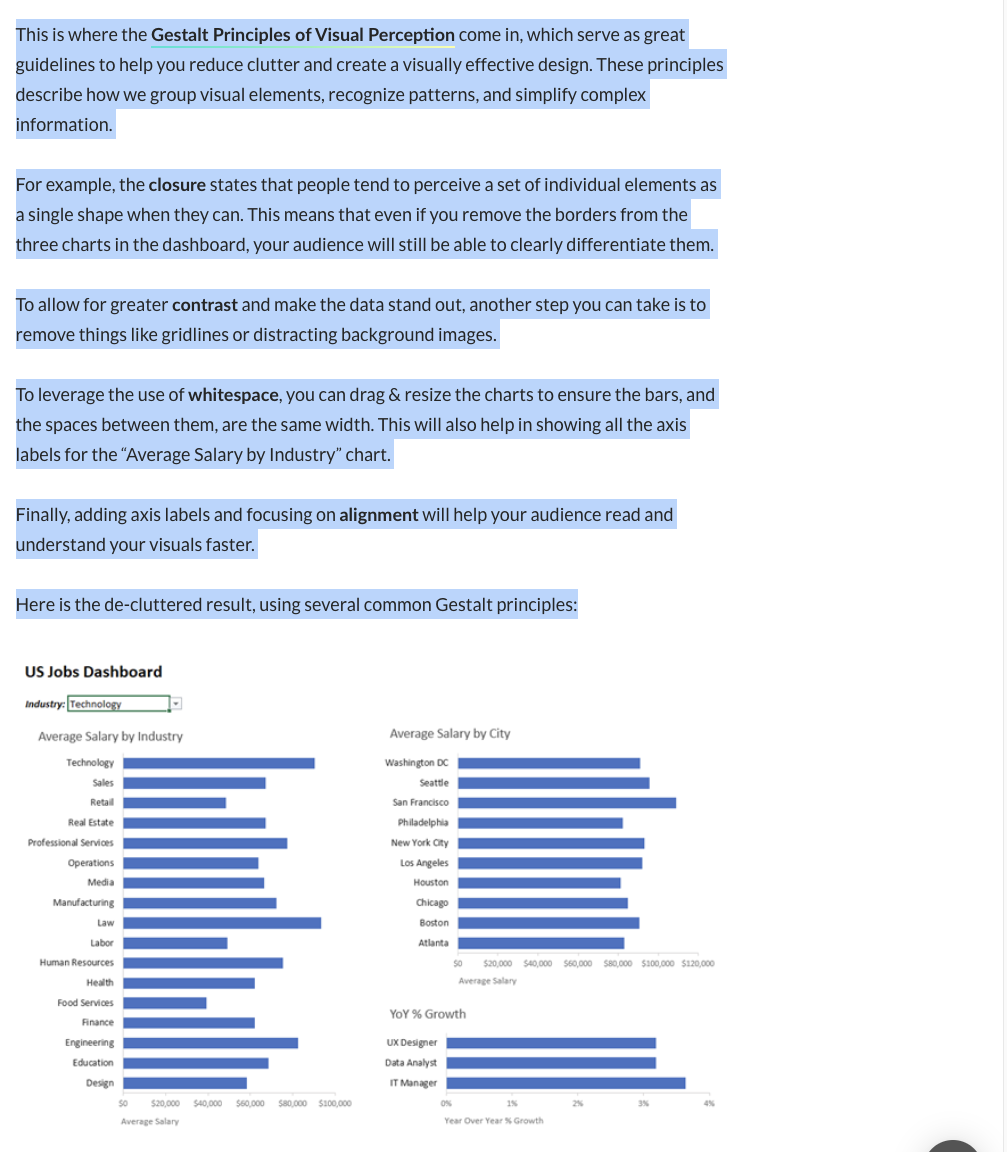 This is where the Gestalt Principles of Visual Perception come in, which serve as great
guidelines to help you reduce clutter and create a visually effective design. These principles
describe how we group visual elements, recognize patterns, and simplify complex
information.
For example, the closure states that people tend to perceive a set of individual elements as
a single shape when they can. This means that even if you remove the borders from the
three charts in the dashboard, your audience will still be able to clearly differentiate them.
To allow for greater contrast and make the data stand out, another step you can take is to
remove things like gridlines or distracting background images.
To leverage the use of whitespace, you can drag & resize the charts to ensure the bars, and
the spaces between them, are the same width. This will also help in showing all the axis
labels for the “Average Salary by Industry” chart.
Finally, adding axis labels and focusing on alignment will help your audience read and
understand your visuals faster.
Here is the de-cluttered result, using several common Gestalt principles:
US Jobs Dashboard
Industry: Technology
Average Salary by Industry
Technology
Sales
Retail
Real Estate
Professional Services
Operations
Media
Manufacturing
Law
Labor
Human Resources
Health
Food Services
Finance
Engineering
Education
Design
$0 $20,000 $40,000 $60,000 $80,000 $100,000
Average Salary
Average Salary by City
Washington DC
Seattle
San Francisco
Philadelphia
New York City
Los Angeles
Houston
Chicago
Boston
Atlanta
$0 $20,000 $40,000 $60,000 $80,000 $100,000 $120,000
Average Salary
YoY % Growth
UX Designer
Data Analyst
IT Manager
0% 1% 2% 3% 4%
Year Over Year % Growth